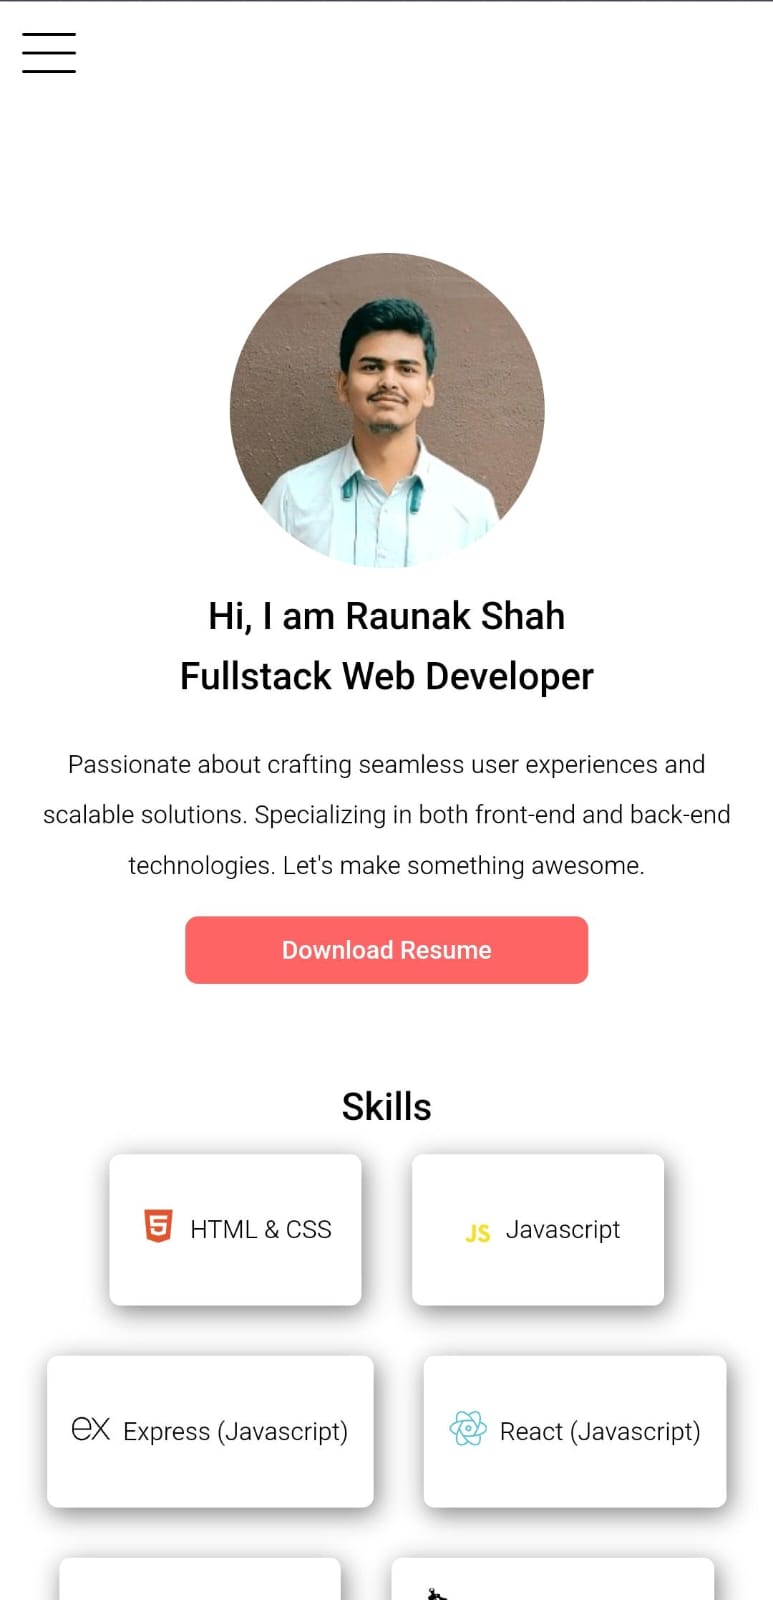 Hi, I am Raunak Shah
Fullstack Web Developer
Passionate about crafting seamless user experiences and
scalable solutions. Specializing in both front-end and back-end
technologies. Let's make something awesome.
Download Resume
Skills
5 HTML & CSS
JS Javascript
ex Express (Javascript)
React (Javascript)